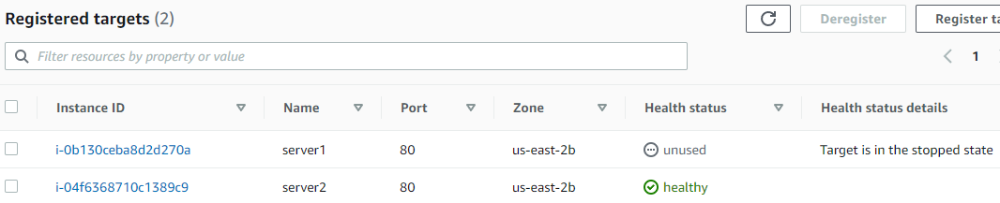 Registered targets (2)
Deregister
Register ta
Filter resources by property or value
1
Instance ID Name Port Zone Health status Health status details
i-0b130ceba8d2d270a server1 80 us-east-2b unused Target is in the stopped state
i-04f6368710c1389c9 server2 80 us-east-2b healthy